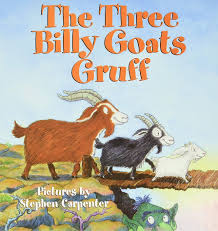 The Three
Billy Goats
Gruff
Pictures by
Stephen Carpenter